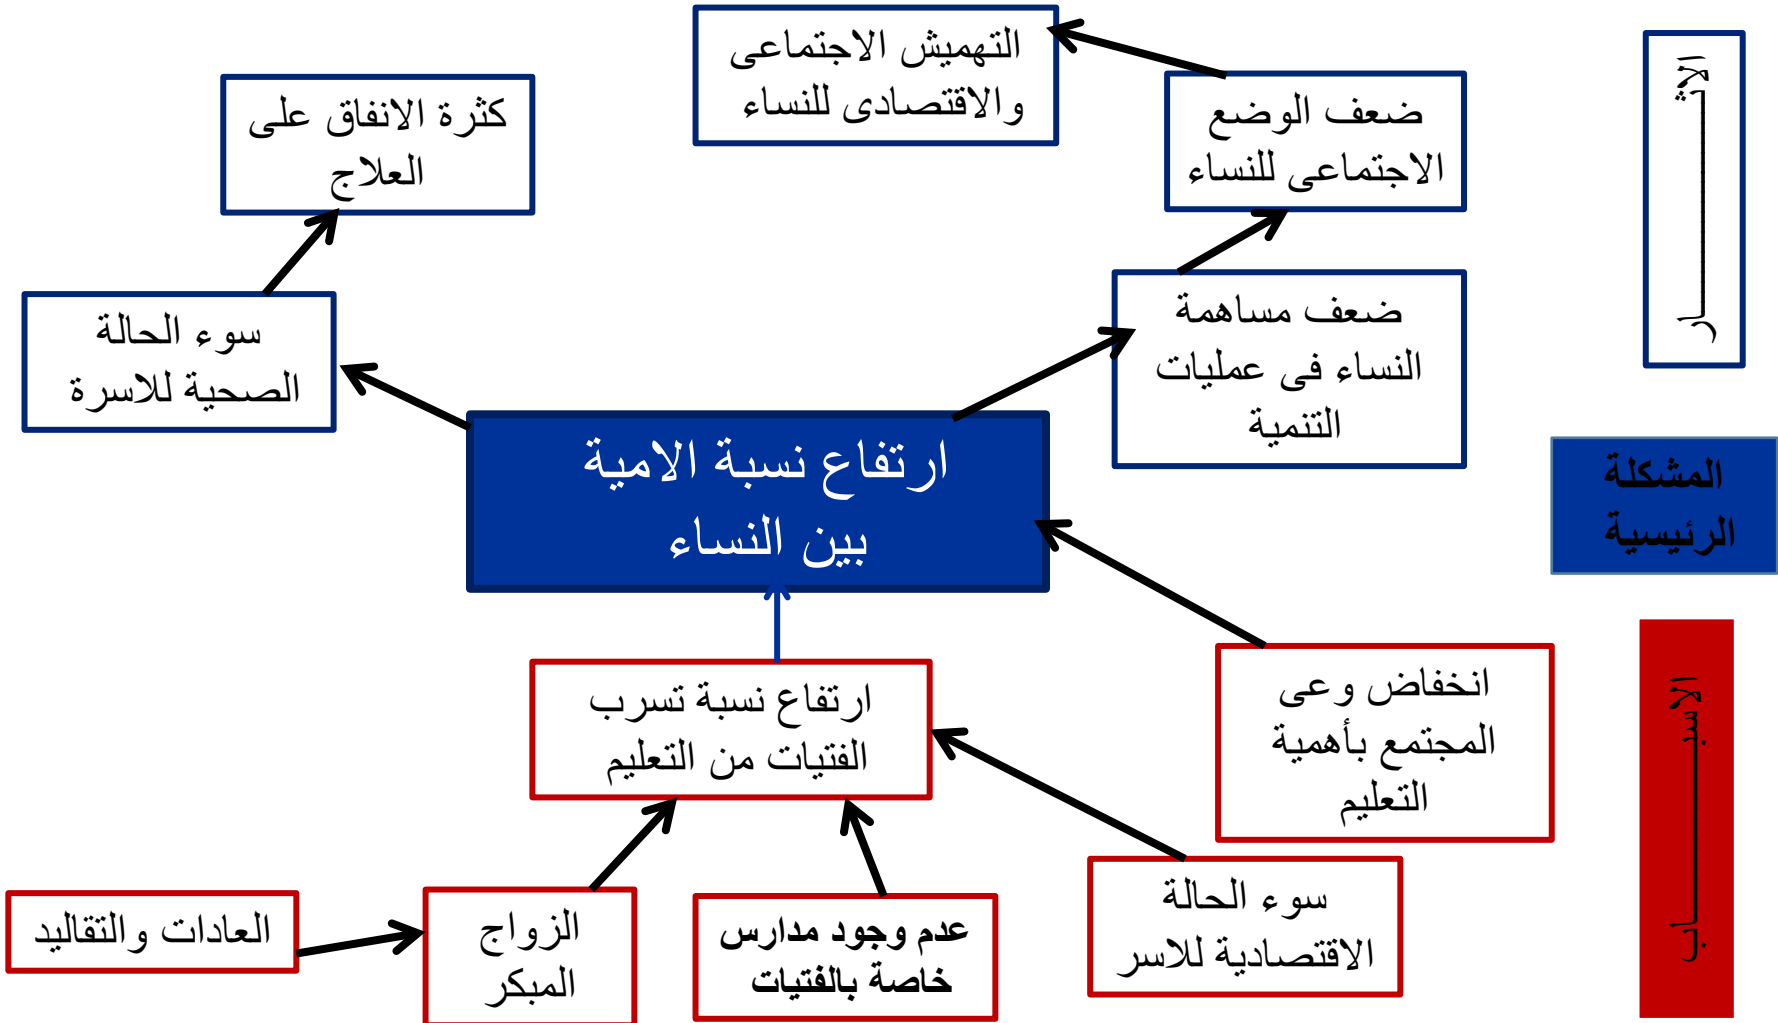 الاثـــــــــار
التهميش الاجتماعى
والاقتصادى للنساء
ضعف الوضع
الاجتماعى للنساء
كثرة الانفاق على
العلاج
ضعف مساهمة
النساء فى عمليات
التنمية
سوء الحالة
الصحية للاسرة
المشكلة
الرئيسية
ارتفاع نسبة الامية
بين النساء
الاسبـــــــــاب
انخفاض وعى
المجتمع بأهمية
التعليم
ارتفاع نسبة تسرب
الفتيات من التعليم
سوء الحالة
الاقتصادية للاسر
عدم وجود مدارس
خاصة بالفتيات
الزواج
المبكر
العادات والتقاليد